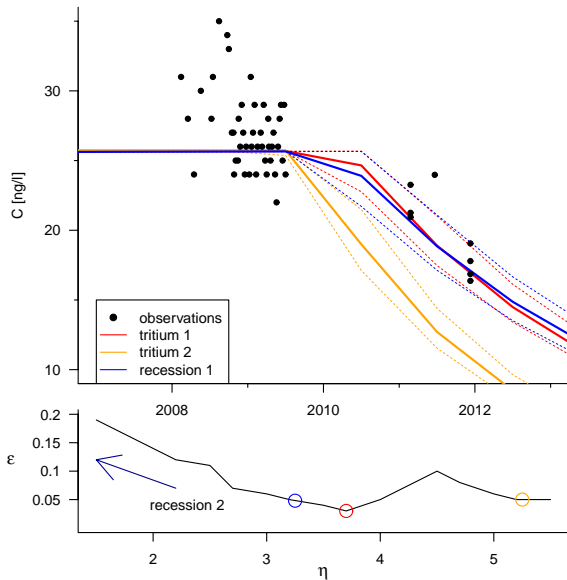 30
C [ng/l]
20
10
observations
tritium 1
tritium 2
recession 1
2008 2010 2012
0.2
0.15
ε 0.1
0.05
recession 2
2 3 4 5
η